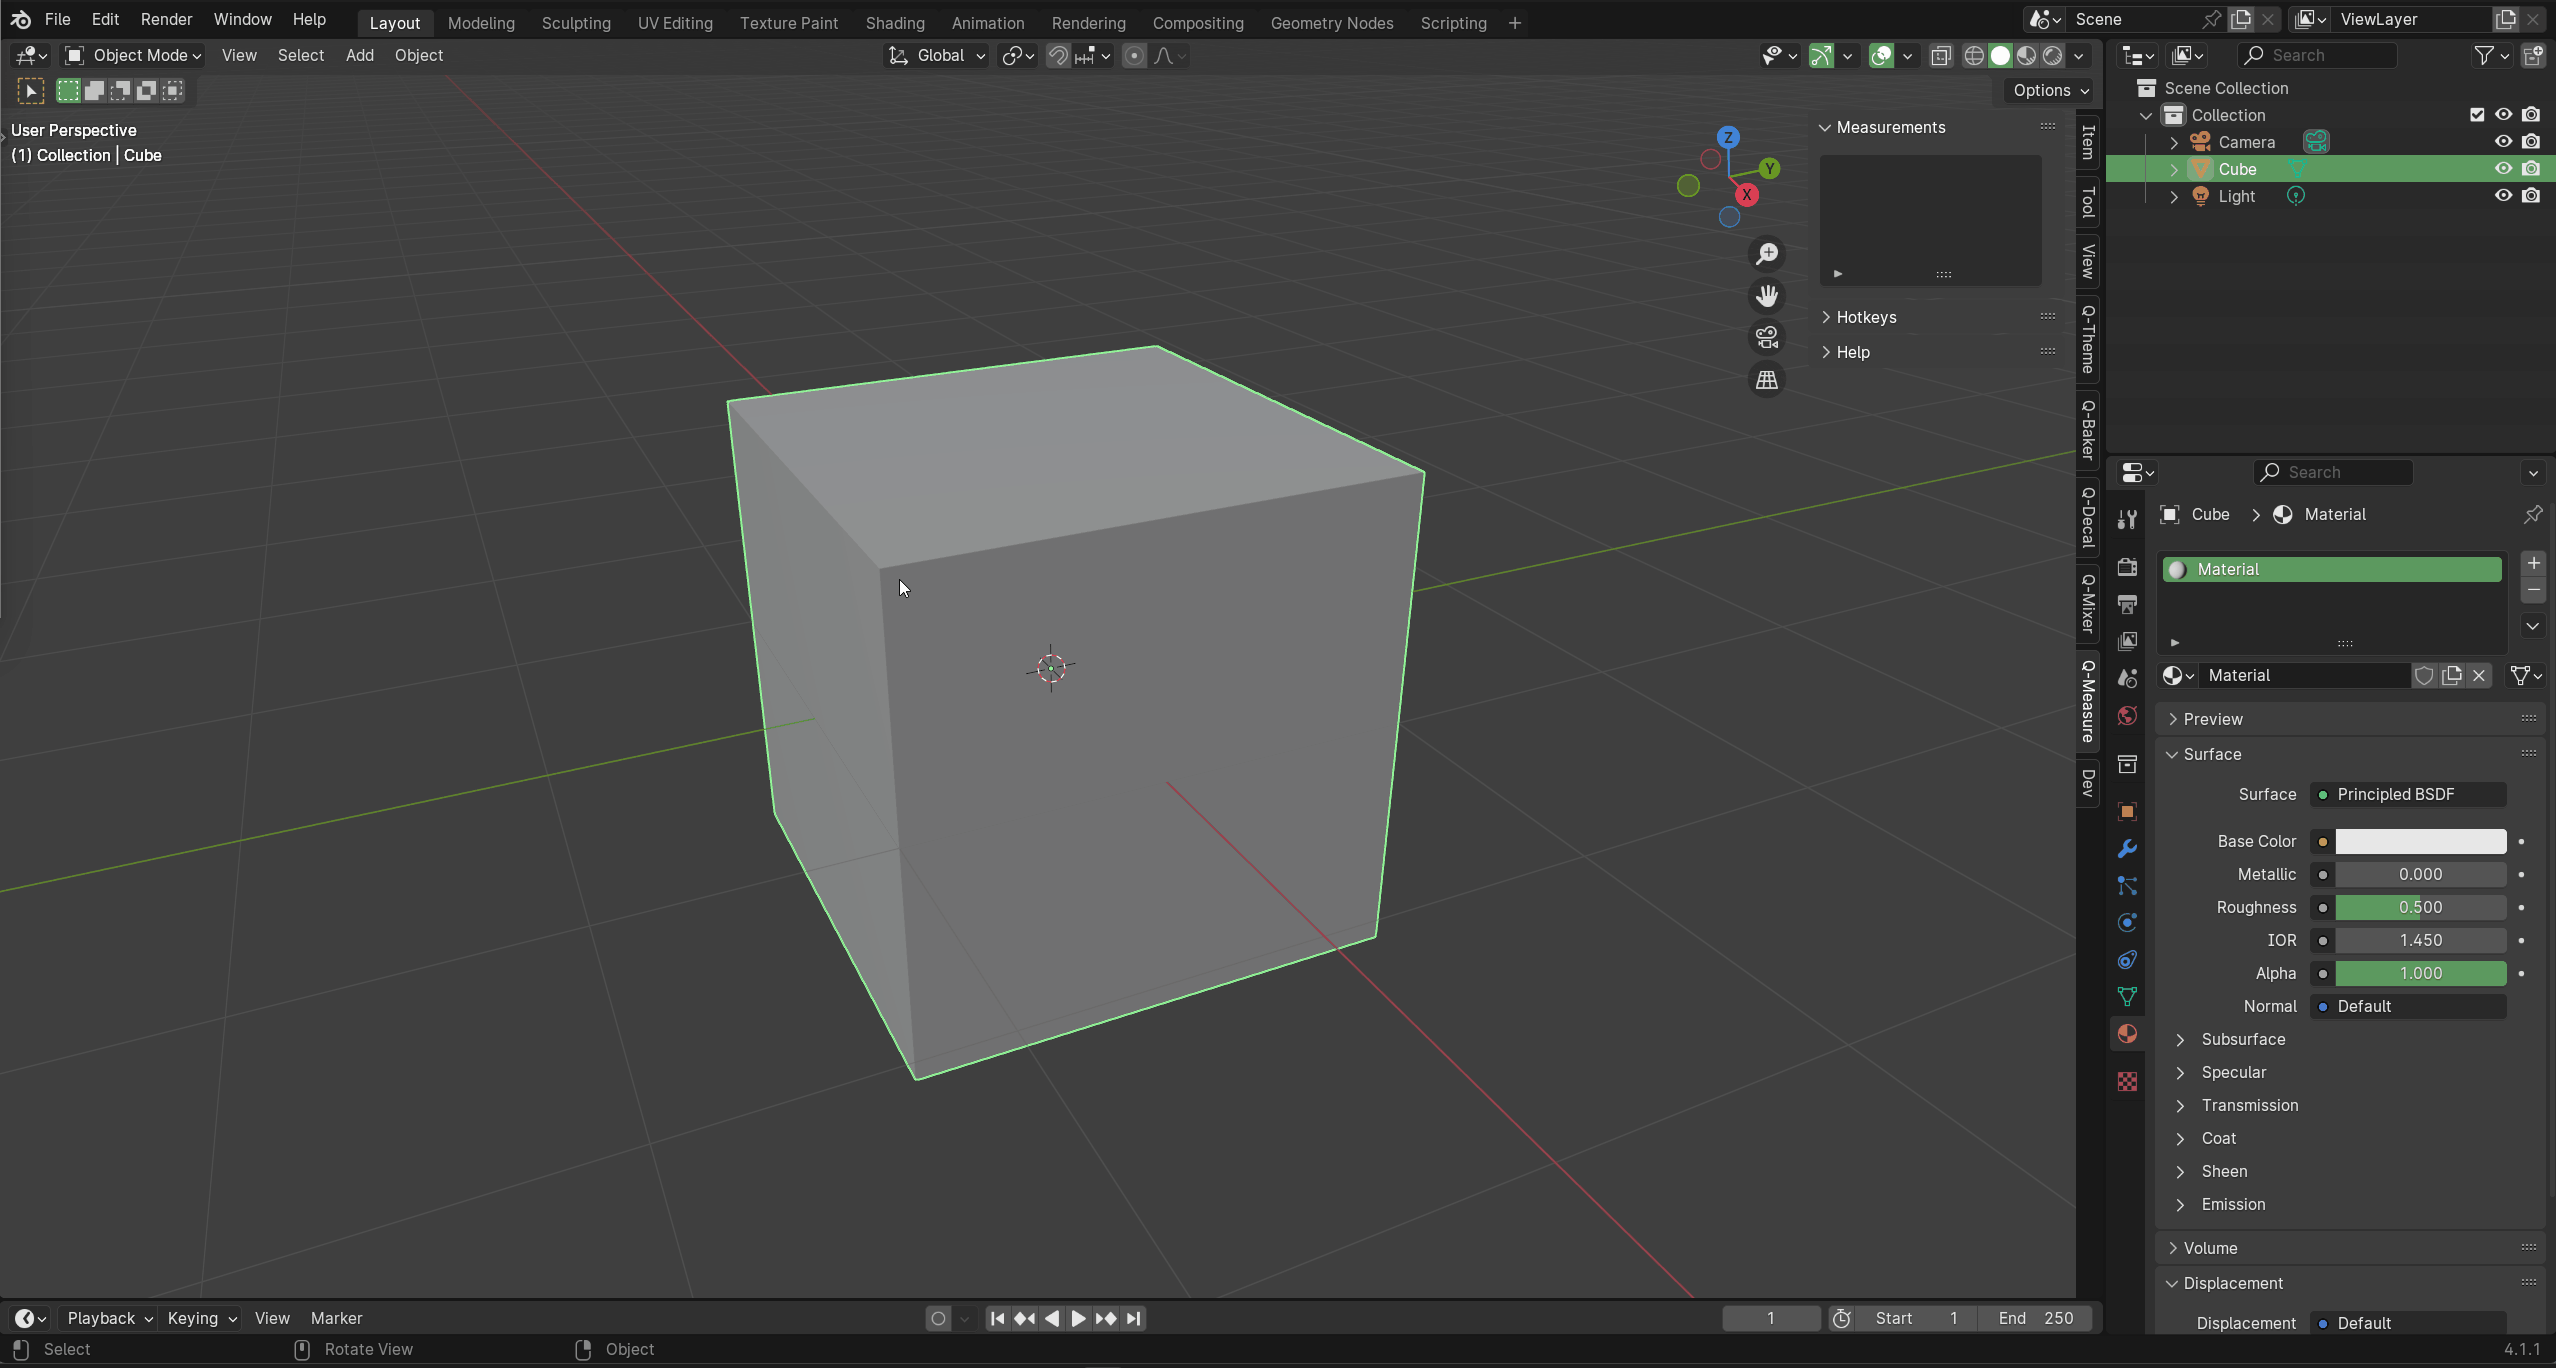 File Edit Render Window Help
Layout Modeling Sculpting UV Editing Texture Paint Shading Animation Rendering Compositing Geometry Nodes Scripting +
Scene
ViewLayer
Object Mode View Select Add Object
Global
Options
User Perspective
(1) Collection | Cube
Z
Y
X
Measurements
Hotkeys
Help
Item
Tool
View
Q-Theme
Q-Baker
Q-Decal
Q-Mixer
Q-Measure
Dev
Search
Scene Collection
Collection
Camera
Cube
Light
Search
Cube > Material
Material
Material
Preview
Surface
Surface Principled BSDF
Base Color
Metallic 0.000
Roughness 0.500
IOR 1.450
Alpha 1.000
Normal Default
Subsurface
Specular
Transmission
Coat
Sheen
Emission
Volume
Displacement
Displacement Default
Playback Keying View Marker
1 Start 1 End 250
Select Rotate View Object
4.1.1